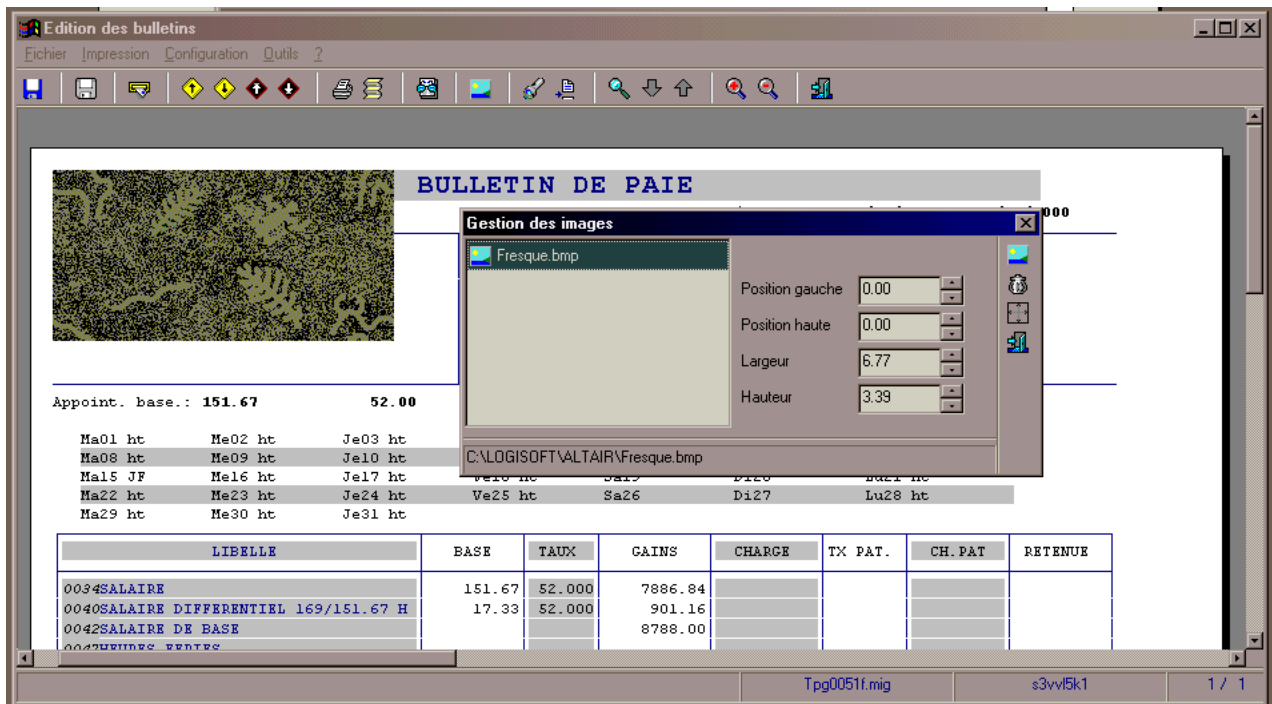 Edition des bulletins
Fichier Impression Configuration Outils ?
BULLETIN DE PAIE
000
Gestion des images
Fresque.bmp
Position gauche 0.00
Position haute 0.00
Largeur 6.77
Hauteur 3.39
C:\LOGISOFT\ALTAIR\Fresque.bmp
Appoint. base.: 151.67 52.00
Ma01 ht Me02 ht Je03 ht
Ma08 ht Me09 ht Je10 ht
Ma15 JF Me16 ht Je17 ht
Ma22 ht Me23 ht Je24 ht Ve25 ht Sa26 Di27 Lu28 ht
Ma29 ht Me30 ht Je31 ht
LIBELLE BASE TAUX GAINS CHARGE TX PAT. CH.PAT RETENUE
0034SALAIRE 151.67 52.000 7886.84
0040SALAIRE DIFFERENTIEL 169/151.67 H 17.33 52.000 901.16
0042SALAIRE DE BASE 8788.00
Tpg0051f.mig s3vvl5k1 1 / 1